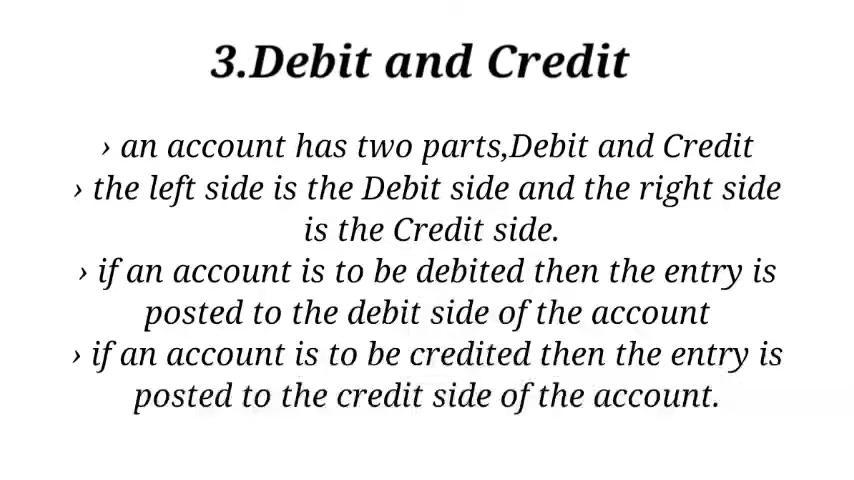 3.Debit and Credit
› an account has two parts,Debit and Credit
› the left side is the Debit side and the right side
is the Credit side.
› if an account is to be debited then the entry is
posted to the debit side of the account
› if an account is to be credited then the entry is
posted to the credit side of the account.